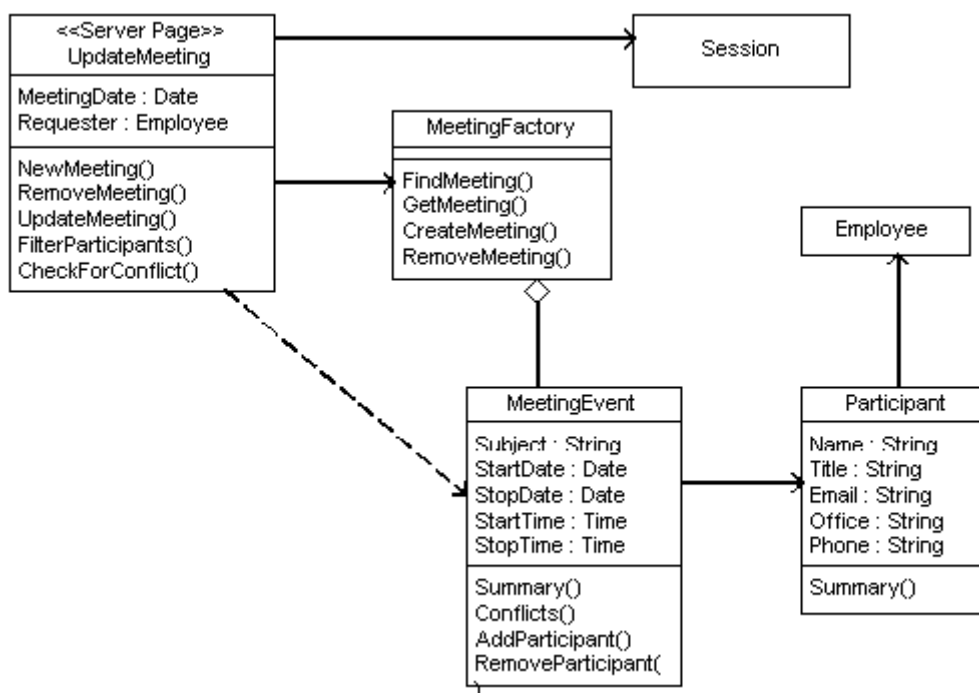 <<Server Page>>
UpdateMeeting
MeetingDate : Date
Requester : Employee
NewMeeting()
RemoveMeeting()
UpdateMeeting()
FilterParticipants()
CheckForConflict()
Session
MeetingFactory
FindMeeting()
GetMeeting()
CreateMeeting()
RemoveMeeting()
Employee
MeetingEvent
Subject : String
StartDate : Date
StopDate : Date
StartTime : Time
StopTime : Time
Summary()
Conflicts()
AddParticipant()
RemoveParticipant(
)
Participant
Name : String
Title : String
Email : String
Office : String
Phone : String
Summary()